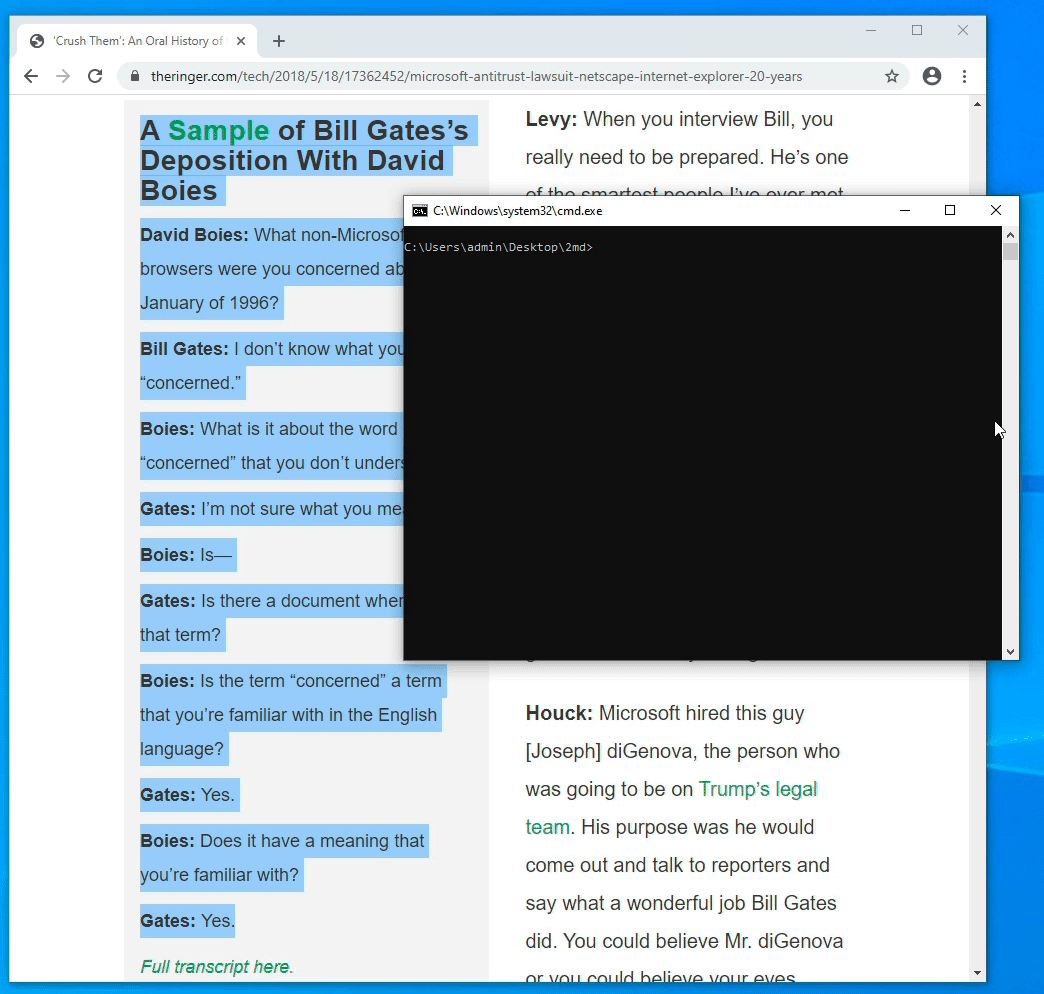 'Crush Them': An Oral History of
theringer.com/tech/2018/5/18/17362452/microsoft-antitrust-lawsuit-netscape-internet-explorer-20-years
A Sample of Bill Gates’s
Deposition With David
Boies
David Boies: What non-Microsof
browsers were you concerned ab
January of 1996?
Bill Gates: I don’t know what you
“concerned.”
Boies: What is it about the word
“concerned” that you don’t unders
Gates: I’m not sure what you me
Boies: Is—
Gates: Is there a document wher
that term?
Boies: Is the term “concerned” a term
that you’re familiar with in the English
language?
Gates: Yes.
Boies: Does it have a meaning that
you’re familiar with?
Gates: Yes.
Full transcript here.
Levy: When you interview Bill, you
really need to be prepared. He’s one
of the smartest people I’ve ever met
C:\Windows\system32\cmd.exe
C:\Users\admin\Desktop\2md>
Houck: Microsoft hired this guy
[Joseph] diGenova, the person who
was going to be on Trump’s legal
team. His purpose was he would
come out and talk to reporters and
say what a wonderful job Bill Gates
did. You could believe Mr. diGenova
or you could believe your eyes